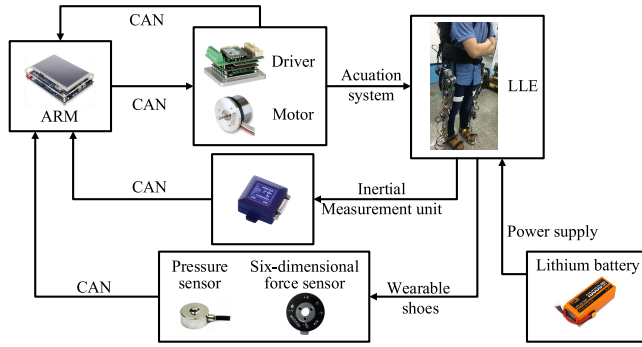 CAN
Driver
Motor
CAN
ARM
Acuation
system
LLE
CAN
Inertial
Measurement unit
Power supply
Pressure
sensor
Six-dimensional
force sensor
CAN
Wearable
shoes
Lithium battery